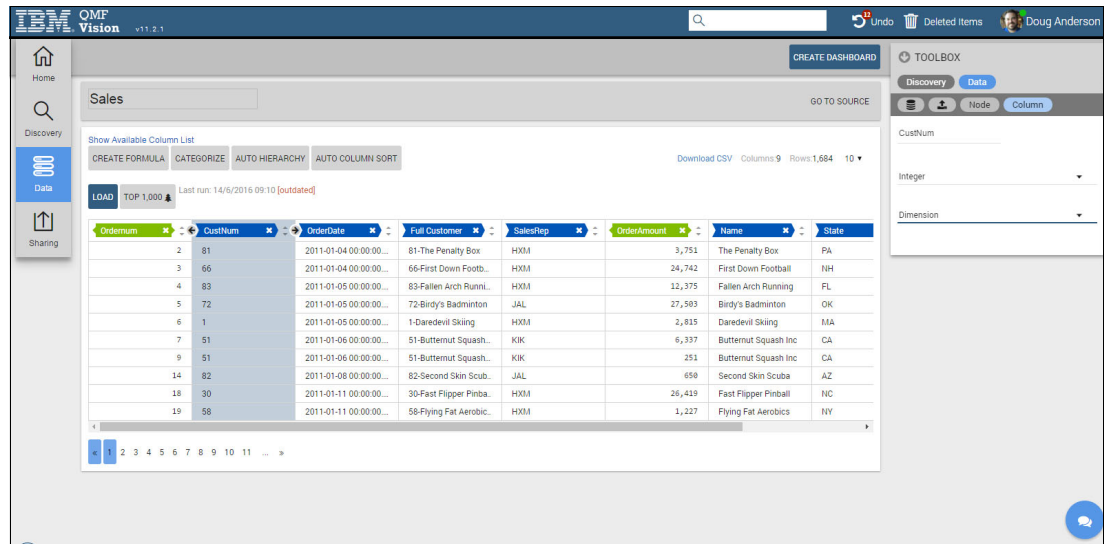 IBM. QMF Vision v11.2.1
11 Undo Deleted Items Doug Anderson
Home
Discovery
Data
Sharing
CREATE DASHBOARD
Sales
GO TO SOURCE
Show Available Column List
CREATE FORMULA CATEGORIZE AUTO HIERARCHY AUTO COLUMN SORT
Download CSV Columns:9 Rows:1,684 10
LOAD TOP 1,000 Last run: 14/6/2016 09:10 [outdated]
Ordernum CustNum OrderDate Full Customer SalesRep OrderAmount Name State
2 81 2011-01-04 00:00:00... 81-The Penalty Box HXM 3,751 The Penalty Box PA
3 66 2011-01-04 00:00:00... 66-First Down Footb... HXM 24,742 First Down Football NH
4 83 2011-01-05 00:00:00... 83-Fallen Arch Runni... HXM 12,375 Fallen Arch Running FL
5 72 2011-01-05 00:00:00... 72-Birdy's Badminton JAL 27,503 Birdy's Badminton OK
6 1 2011-01-05 00:00:00... 1-Daredevil Skiing HXM 2,815 Daredevil Skiing MA
7 51 2011-01-06 00:00:00... 51-Butternut Squash... KIK 6,337 Butternut Squash Inc CA
9 51 2011-01-06 00:00:00... 51-Butternut Squash... KIK 251 Butternut Squash Inc CA
14 82 2011-01-08 00:00:00... 82-Second Skin Scub... JAL 650 Second Skin Scuba AZ
18 30 2011-01-11 00:00:00... 30-Fast Flipper Pinba... HXM 26,419 Fast Flipper Pinball NC
19 58 2011-01-11 00:00:00... 58-Flying Fat Aerobic... HXM 1,227 Flying Fat Aerobics NY
« 1 2 3 4 5 6 7 8 9 10 11 ... »
TOOLBOX
Discovery Data
Node Column
CustNum
Integer
Dimension